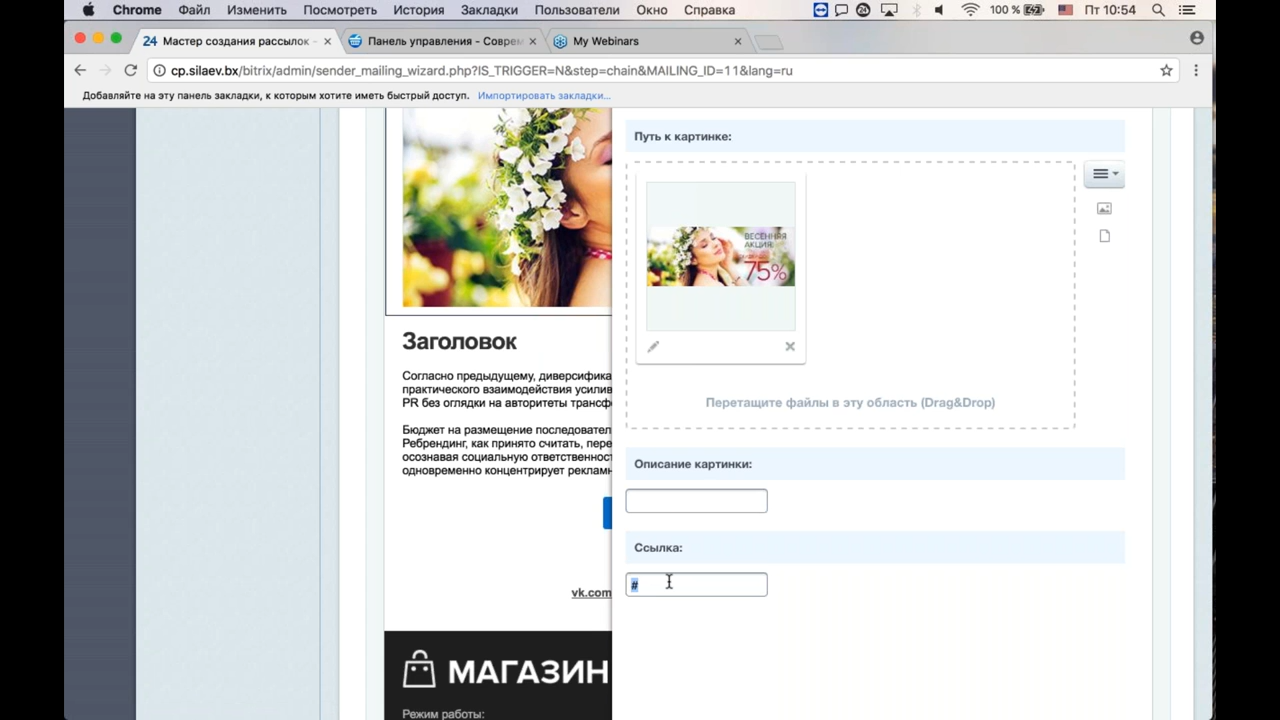 Chrome Файл Изменить Посмотреть История Закладки Пользователи Окно Справка 100 % Пт 10:54
24 Мастер создания рассылок - Панель управления - Соврем My Webinars
cp.silaev.bx/bitrix/admin/sender_mailing_wizard.php?IS_TRIGGER=N&step=chain&MAILING_ID=11&lang=ru
Добавляйте на эту панель закладки, к которым хотите иметь быстрый доступ. Импортировать закладки...
Путь к картинке:
ВЕСЕННЯЯ
АКЦИЯ:
75%
Перетащите файлы в эту область (Drag&Drop)
Описание картинки:
Ссылка:
#
Заголовок
Согласно предыдущему, диверсифика
практического взаимодействия усилив
PR без оглядки на авторитеты трансф
Бюджет на размещение последовател
Ребрендинг, как принято считать, пере
осознавая социальную ответственност
одновременно концентрирует рекламн
vk.com
МАГАЗИН
Режим работы: